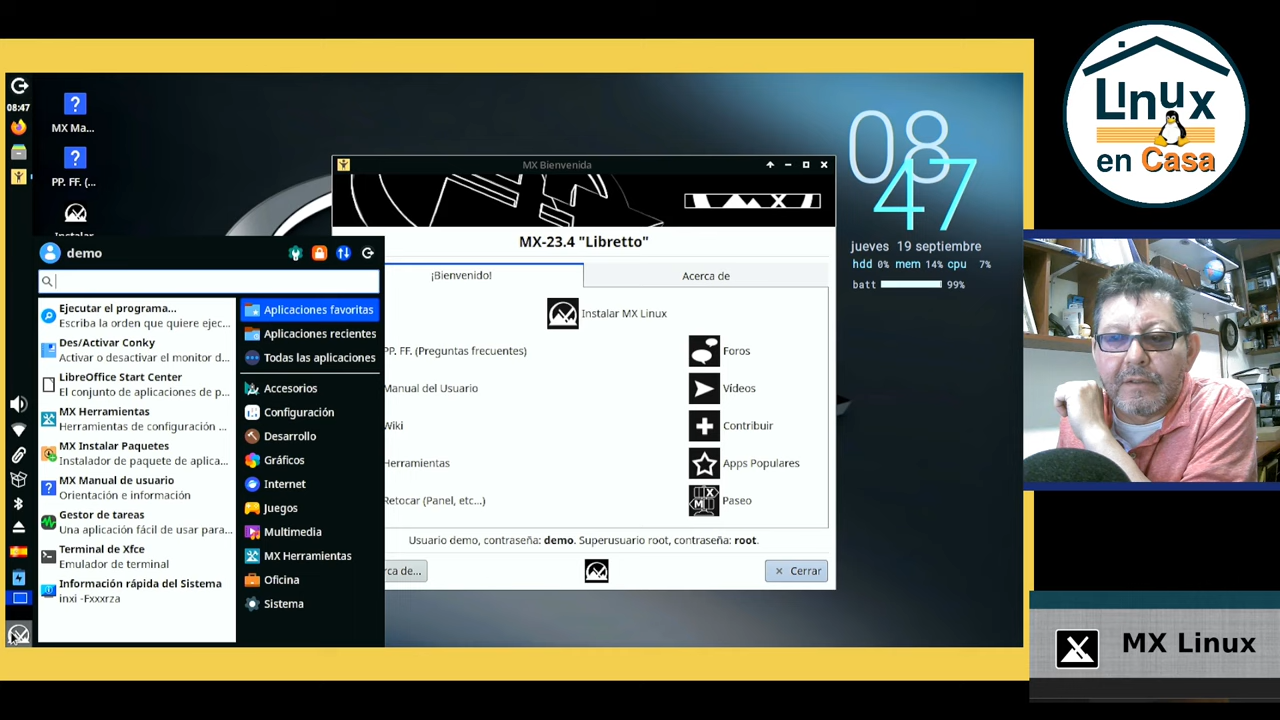 08:47
MX Ma...
PP. FF. (...
demo
Ejecutar el programa...
Escriba la orden que quiere ejec...
Des/Activar Conky
Activar o desactivar el monitor d...
LibreOffice Start Center
El conjunto de aplicaciones de p...
MX Herramientas
Herramientas de configuración ...
MX Instalar Paquetes
Instalador de paquete de aplica...
MX Manual de usuario
Orientación e información
Gestor de tareas
Una aplicación fácil de usar para...
Terminal de Xfce
Emulador de terminal
Información rápida del Sistema
inxi -Fxxxrza
Aplicaciones favoritas
Aplicaciones recientes
Todas las aplicaciones
Accesorios
Configuración
Desarrollo
Gráficos
Internet
Juegos
Multimedia
MX Herramientas
Oficina
Sistema
MX Bienvenida
MX-23.4 "Libretto"
¡Bienvenido!
Acerca de
Instalar MX Linux
PP. FF. (Preguntas frecuentes)
Foros
Manual del Usuario
Vídeos
Wiki
Contribuir
Herramientas
Apps Populares
Retocar (Panel, etc...)
Paseo
Usuario demo, contraseña: demo. Superusuario root, contraseña: root.
rca de...
Cerrar
08
47
jueves 19 septiembre
hdd 0% mem 14% cpu 7%
batt 99%
Linux
en Casa
MX Linux